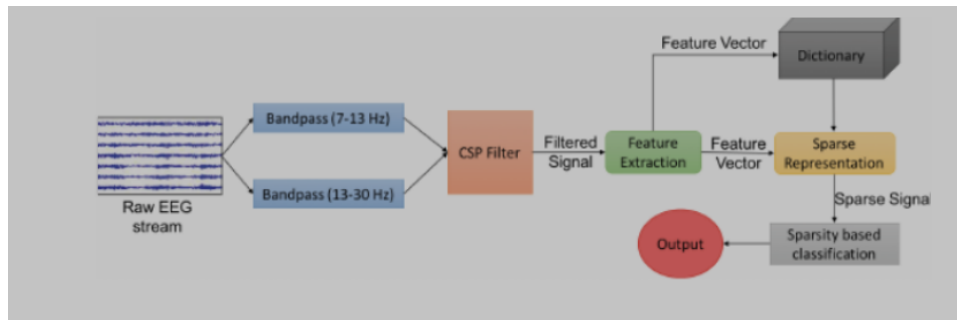 Raw EEG
stream
Bandpass (7-13 Hz)
Bandpass (13-30 Hz)
CSP Filter
Filtered
Signal
Feature
Extraction
Feature Vector
Dictionary
Feature
Vector
Sparse
Representation
Sparse Signal
Sparsity based
classification
Output